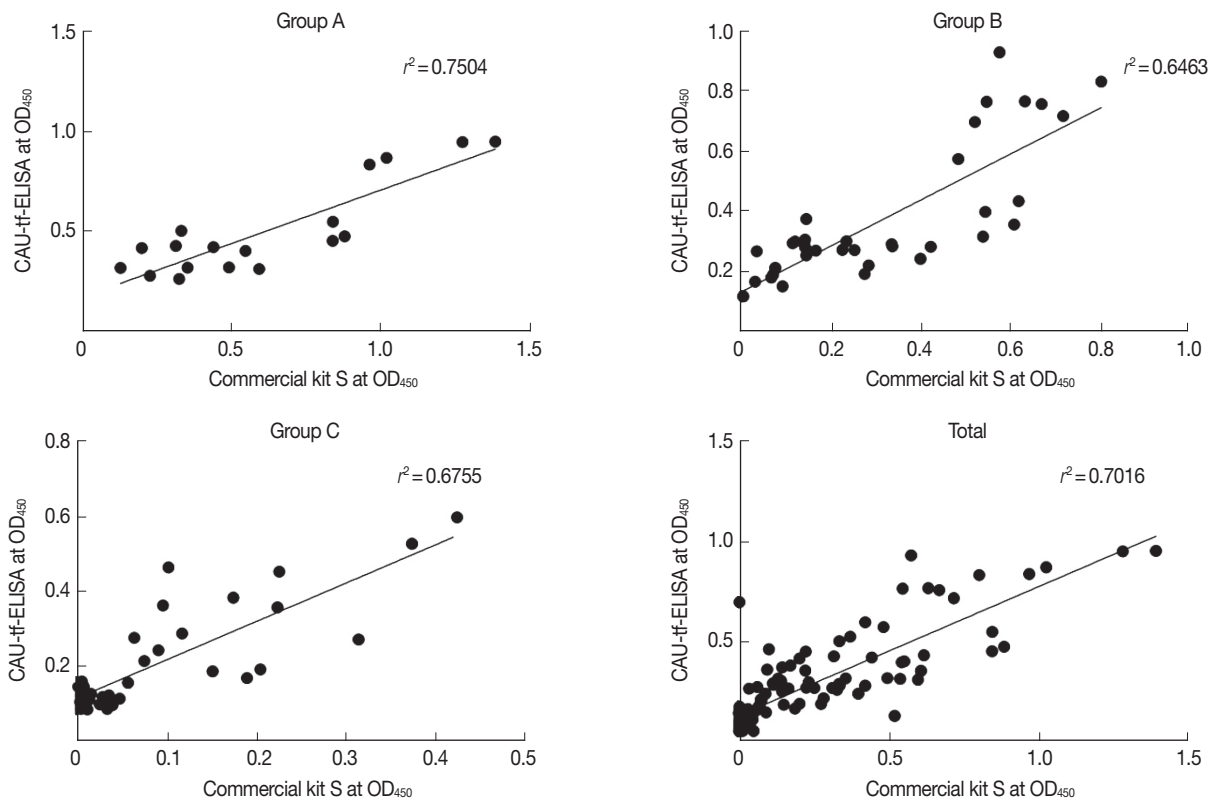 Group A
1.5
r² = 0.7504
1.0
0.5
CAU-tf-ELISA at OD450
0 0.5 1.0 1.5
Commercial kit S at OD450
Group B
1.0
r² = 0.6463
0.8
0.6
0.4
0.2
CAU-tf-ELISA at OD450
0 0.2 0.4 0.6 0.8 1.0
Commercial kit S at OD450
Group C
0.8
r² = 0.6755
0.6
0.4
0.2
CAU-tf-ELISA at OD450
0 0.1 0.2 0.3 0.4 0.5
Commercial kit S at OD450
Total
1.5
r² = 0.7016
1.0
0.5
CAU-tf-ELISA at OD450
0 0.5 1.0 1.5
Commercial kit S at OD450